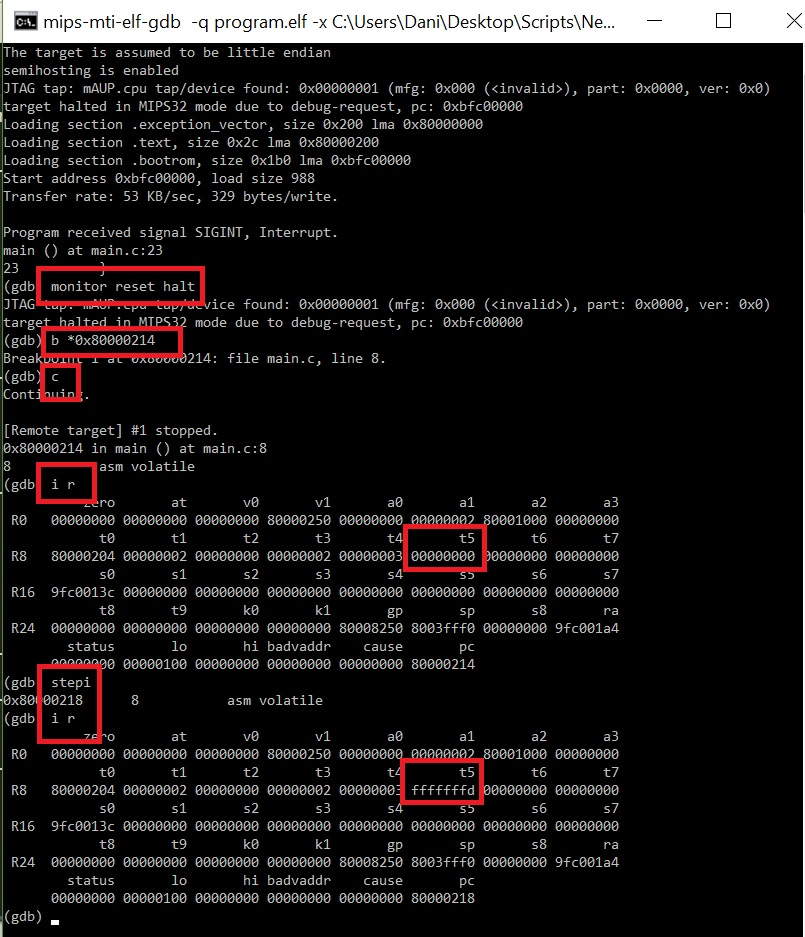 mips-mti-elf-gdb -q program.elf -x C:\Users\Dani\Desktop\Scripts\Ne...
The target is assumed to be little endian
semihosting is enabled
JTAG tap: mAUP.cpu tap/device found: 0x00000001 (mfg: 0x000 (<invalid>), part: 0x0000, ver: 0x0)
target halted in MIPS32 mode due to debug-request, pc: 0xbfc00000
Loading section .exception_vector, size 0x200 lma 0x80000000
Loading section .text, size 0x2c lma 0x80000200
Loading section .bootrom, size 0x1b0 lma 0xbfc00000
Start address 0xbfc00000, load size 988
Transfer rate: 53 KB/sec, 329 bytes/write.
Program received signal SIGINT, Interrupt.
main () at main.c:23
23 }
(gdb) monitor reset halt
JTAG tap: mAUP.cpu tap/device found: 0x00000001 (mfg: 0x000 (<invalid>), part: 0x0000, ver: 0x0)
target halted in MIPS32 mode due to debug-request, pc: 0xbfc00000
(gdb) b *0x80000214
Breakpoint 1 at 0x80000214: file main.c, line 8.
(gdb) c
Continuing.
[Remote target] #1 stopped.
0x80000214 in main () at main.c:8
8 asm volatile
(gdb) i r
zero at v0 v1 a0 a1 a2 a3
R0 00000000 00000000 00000000 80000250 00000000 00000002 80001000 00000000
t0 t1 t2 t3 t4 t5 t6 t7
R8 80000204 00000002 00000000 00000002 00000003 00000000 00000000 00000000
s0 s1 s2 s3 s4 s5 s6 s7
R16 9fc0013c 00000000 00000000 00000000 00000000 00000000 00000000 00000000
t8 t9 k0 k1 gp sp s8 ra
R24 00000000 00000000 00000000 00000000 80008250 8003fff0 00000000 9fc001a4
status lo hi badvaddr cause pc
00000000 00000100 00000000 00000000 00000000 80000214
(gdb) stepi
0x80000218 8 asm volatile
(gdb) i r
zero at v0 v1 a0 a1 a2 a3
R0 00000000 00000000 00000000 80000250 00000000 00000002 80001000 00000000
t0 t1 t2 t3 t4 t5 t6 t7
R8 80000204 00000002 00000000 00000002 00000003 fffffffd 00000000 00000000
s0 s1 s2 s3 s4 s5 s6 s7
R16 9fc0013c 00000000 00000000 00000000 00000000 00000000 00000000 00000000
t8 t9 k0 k1 gp sp s8 ra
R24 00000000 00000000 00000000 00000000 80008250 8003fff0 00000000 9fc001a4
status lo hi badvaddr cause pc
00000000 00000100 00000000 00000000 00000000 80000218
(gdb)